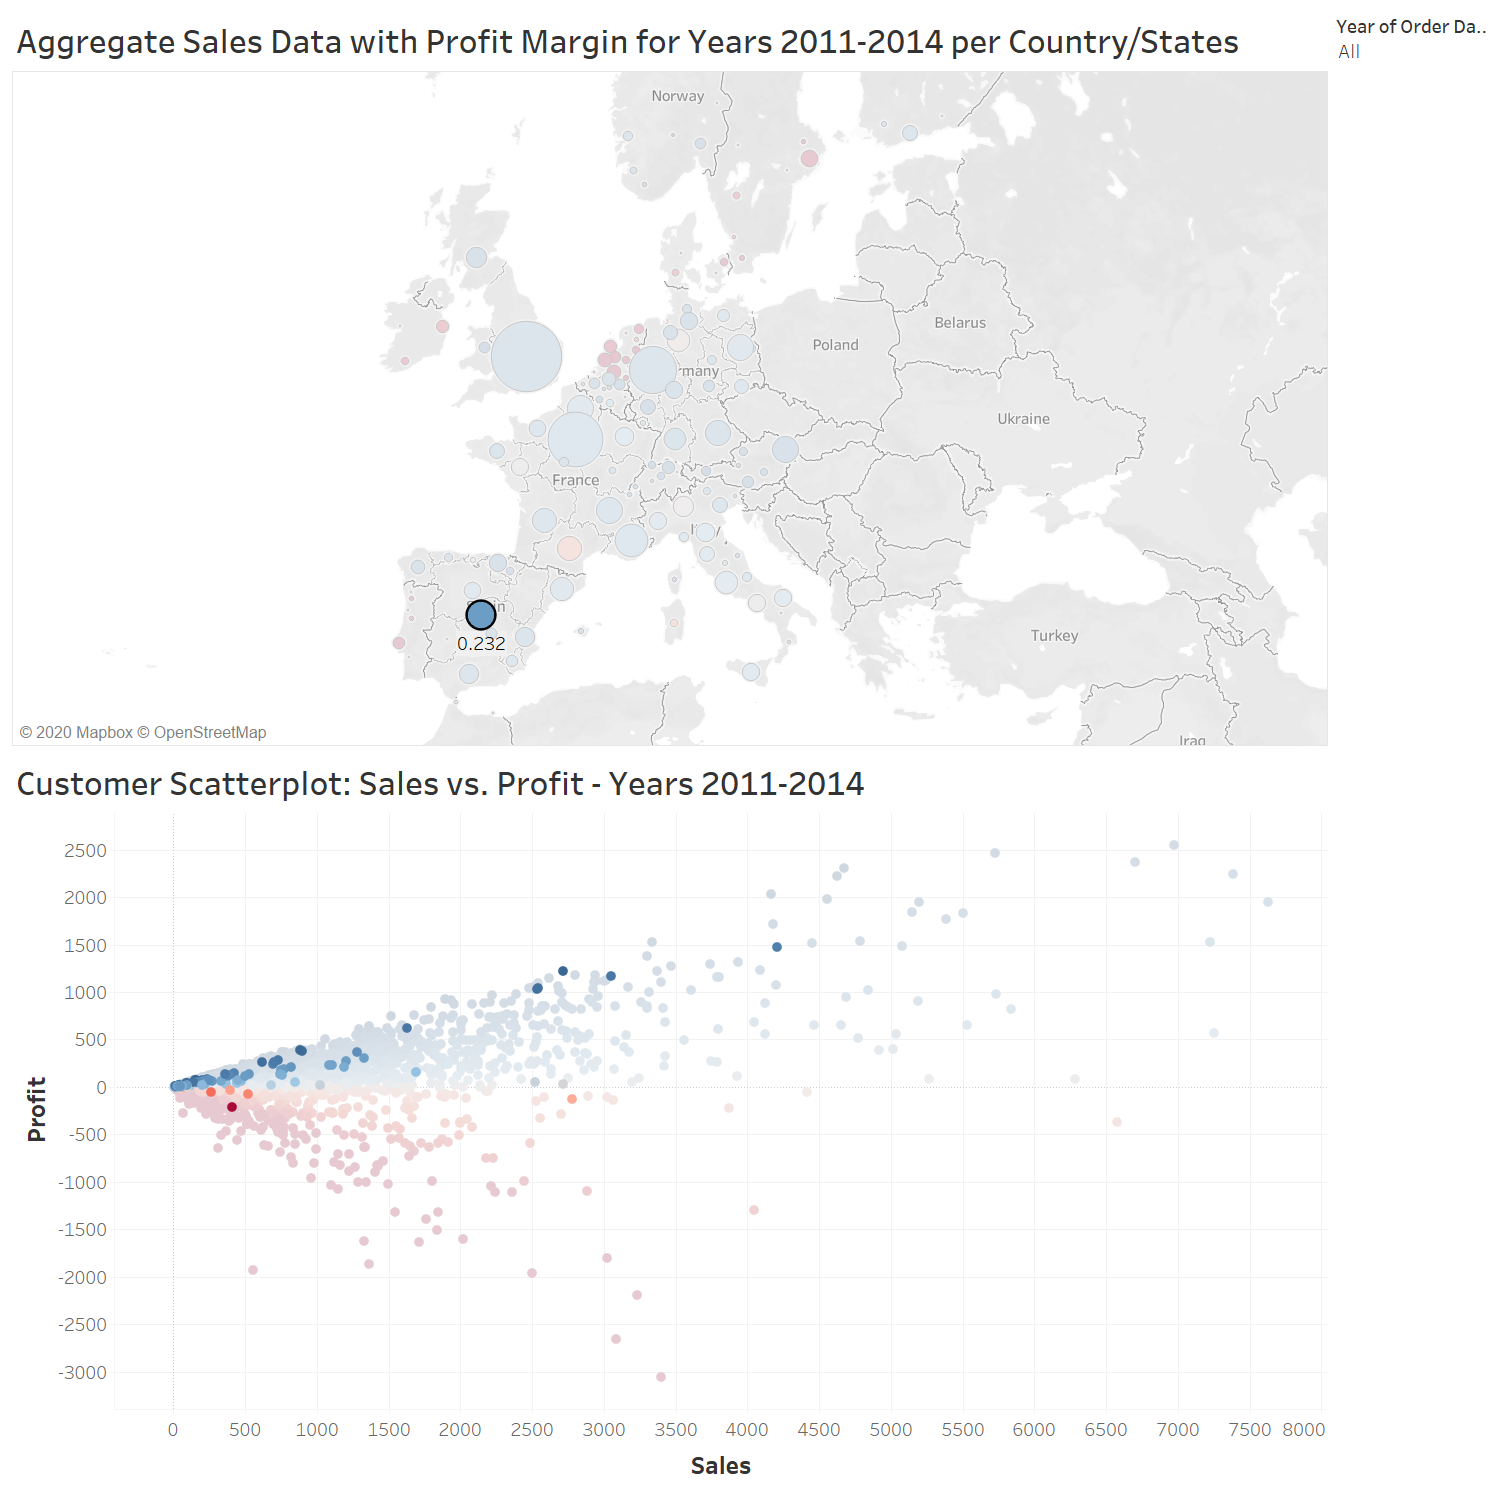 Aggregate Sales Data with Profit Margin for Years 2011-2014 per Country/States
Year of Order Da..
All
Norway
Belarus
Poland
rmany
Ukraine
France
Turkey
0.232
Iraq
© 2020 Mapbox © OpenStreetMap
Customer Scatterplot: Sales vs. Profit - Years 2011-2014
2500
2000
1500
1000
500
0
-500
-1000
-1500
-2000
-2500
-3000
Profit
0 500 1000 1500 2000 2500 3000 3500 4000 4500 5000 5500 6000 6500 7000 7500 8000
Sales